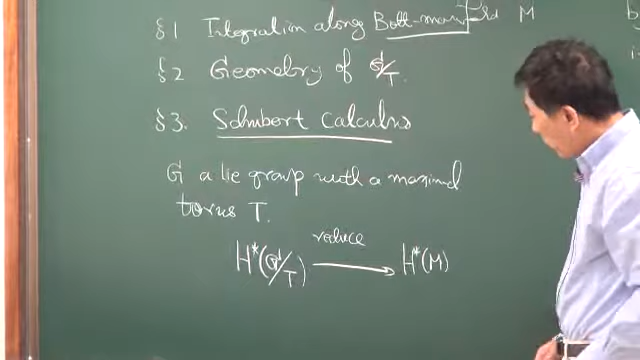 §1 Integration along Bott-manifold M
§2 Geometry of G/T.
§3. Schubert calculus
G a lie group with a maximal
torus T.
reduce
H*(G/T) → H*(M)